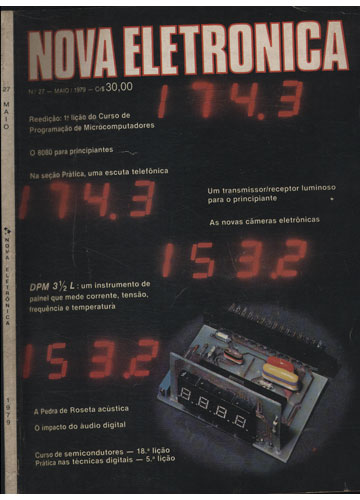 NOVA ELETRONICA
Nº 27 — MAIO / 1979 — Cr$ 30,00
174.3
Reedição: 1ª lição do Curso de
Programação de Microcomputadores
O 8080 para principiantes
Na seção Prática, uma escuta telefônica
174.3
Um transmissor/receptor luminoso
para o principiante
As novas câmeras eletrônicas
153.2
DPM 3½ L : um instrumento de
painel que mede corrente, tensão,
frequência e temperatura
153.2
8.8.8.8
A Pedra de Roseta acústica
O impacto do áudio digital
Curso de semicondutores — 18.ª lição
Prática nas técnicas digitais — 5.ª lição
27
MAIO
NOVA ELETRÔNICA
1979